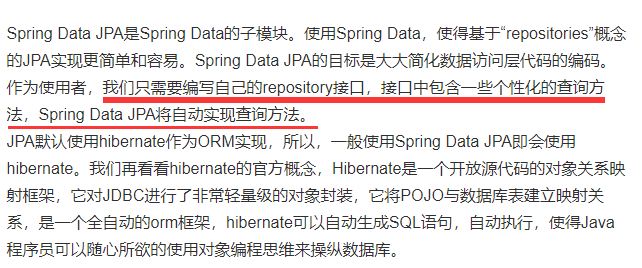 Spring Data JPA是Spring Data的子模块。使用Spring Data，使得基于“repositories”概念
的JPA实现更简单和容易。Spring Data JPA的目标是大大简化数据访问层代码的编码。
作为使用者，我们只需要编写自己的repository接口，接口中包含一些个性化的查询方
法，Spring Data JPA将自动实现查询方法。
JPA默认使用hibernate作为ORM实现，所以，一般使用Spring Data JPA即会使用
hibernate。我们再看看hibernate的官方概念，Hibernate是一个开放源代码的对象关系映
射框架，它对JDBC进行了非常轻量级的对象封装，它将POJO与数据库表建立映射关
系，是一个全自动的orm框架，hibernate可以自动生成SQL语句，自动执行，使得Java
程序员可以随心所欲的使用对象编程思维来操纵数据库。